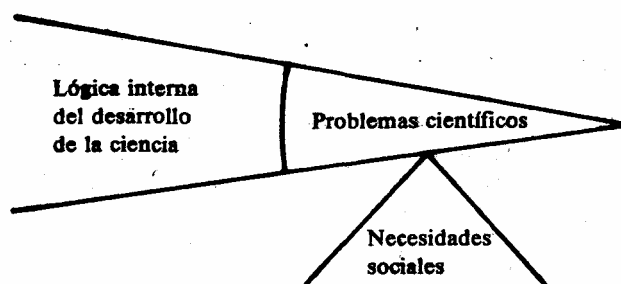 Lógica interna
del desarrollo
de la ciencia
Problemas científicos
Necesidades
sociales